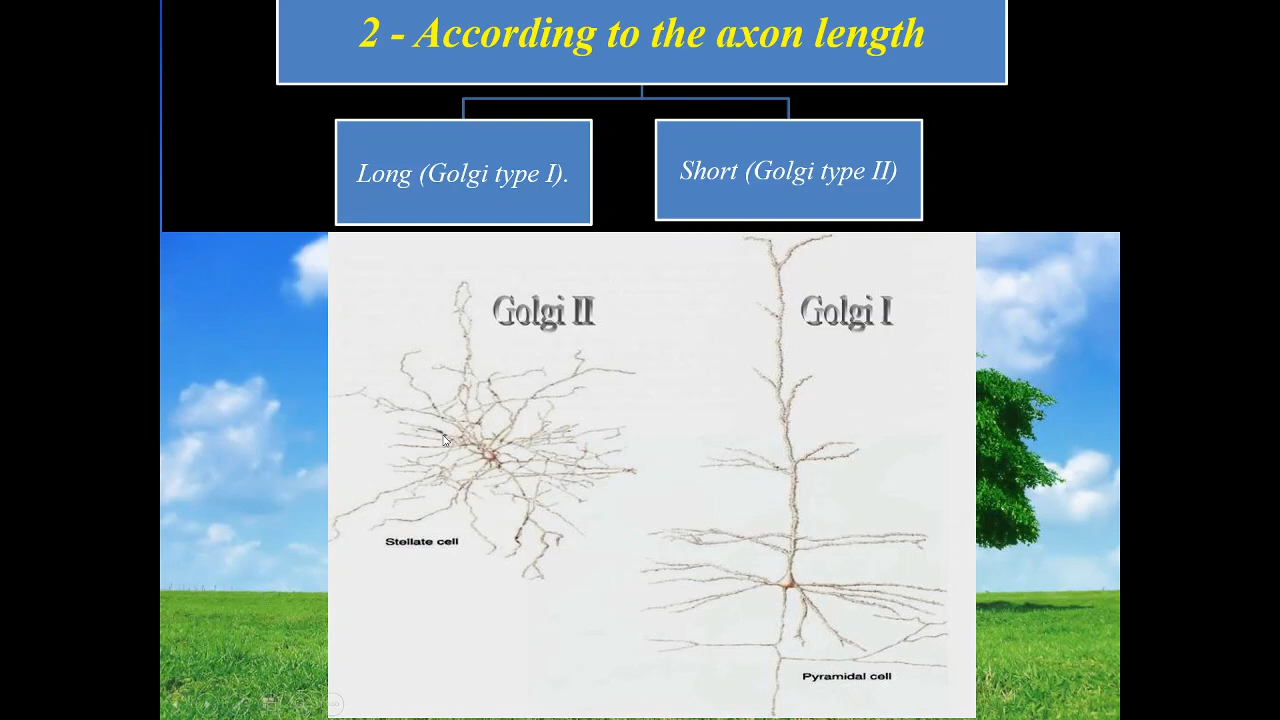 2 - According to the axon length
Long (Golgi type I).
Short (Golgi type II)
Golgi II
Golgi I
Stellate cell
Pyramidal cell